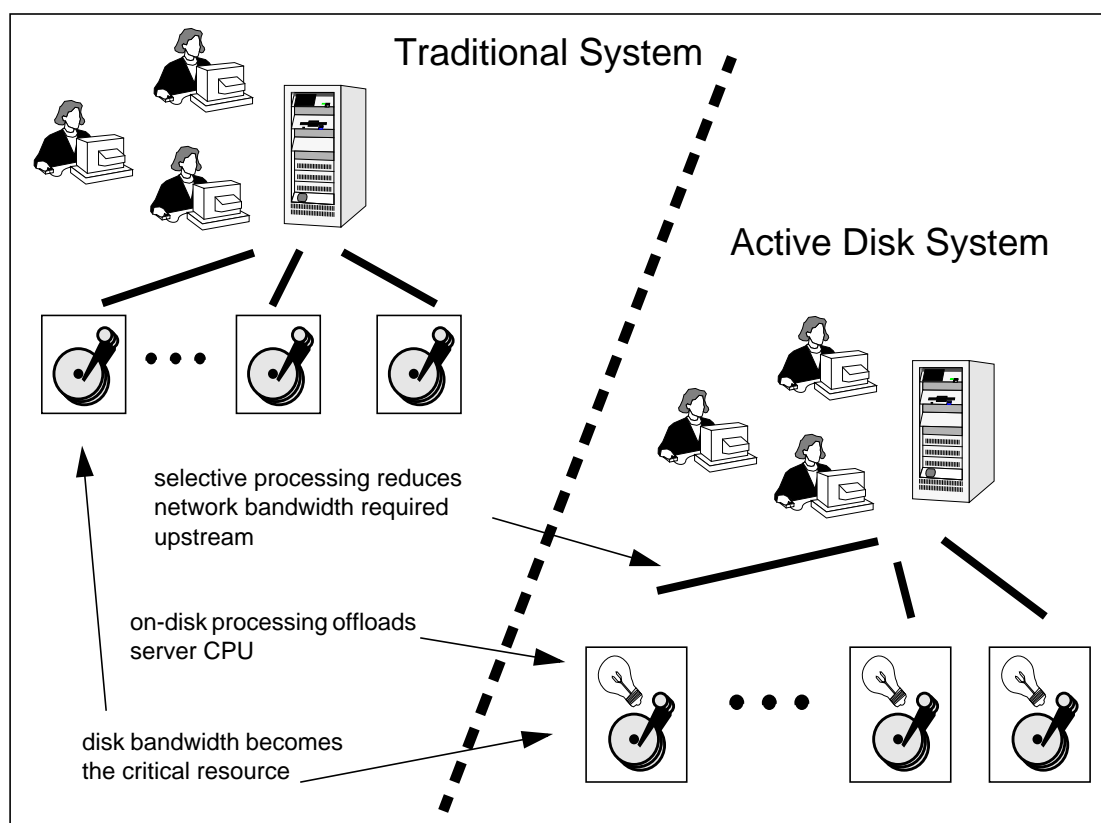 Traditional System
Active Disk System
selective processing reduces
network bandwidth required
upstream
on-disk processing offloads
server CPU
disk bandwidth becomes
the critical resource